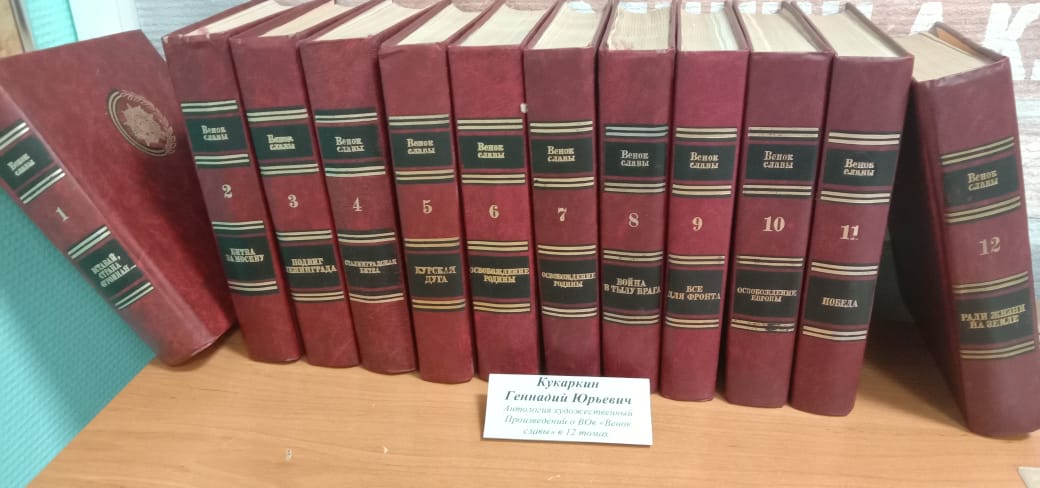 Венок
славы
1
ВСТАВАЙ,
СТРАНА
ОГРОМНАЯ...
Венок
славы
2
БИТВА
ЗА МОСКВУ
Венок
славы
3
ПОДВИГ
ЛЕНИНГРАДА
Венок
славы
4
СТАЛИНГРАДСКАЯ
БИТВА
Венок
славы
5
КУРСКАЯ
ДУГА
Венок
славы
6
ОСВОБОЖДЕНИЕ
РОДИНЫ
Венок
славы
7
ОСВОБОЖДЕНИЕ
РОДИНЫ
Венок
славы
8
ВОЙНА
В ТЫЛУ ВРАГА
Венок
славы
9
ВСЕ
ДЛЯ ФРОНТА
Венок
славы
10
ОСВОБОЖДЕНИЕ
ЕВРОПЫ
Венок
славы
11
ПОБЕДА
Венок
славы
12
РАДИ ЖИЗНИ
НА ЗЕМЛЕ
Кукаркин
Геннадий Юрьевич
Антология художественный
Произведений о ВОв «Венок
славы» в 12 томах